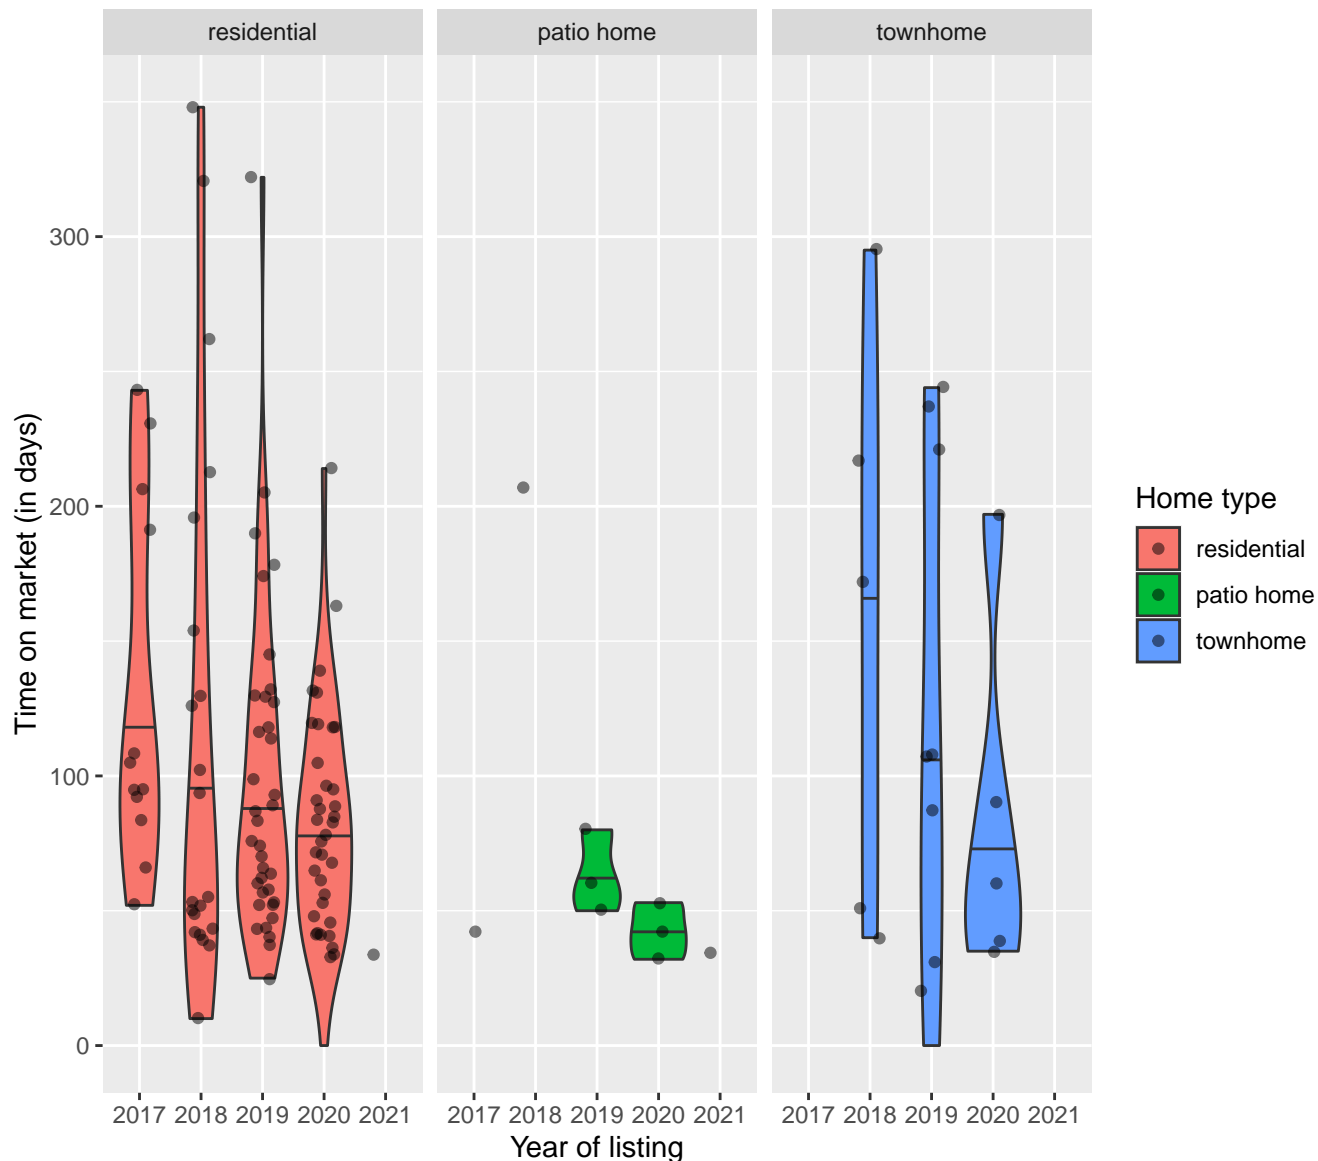 residential patio home townhome
300
200
100
0
Time on market (in days)
2017 2018 2019 2020 2021 2017 2018 2019 2020 2021 2017 2018 2019 2020 2021
Year of listing
Home type
residential
patio home
townhome